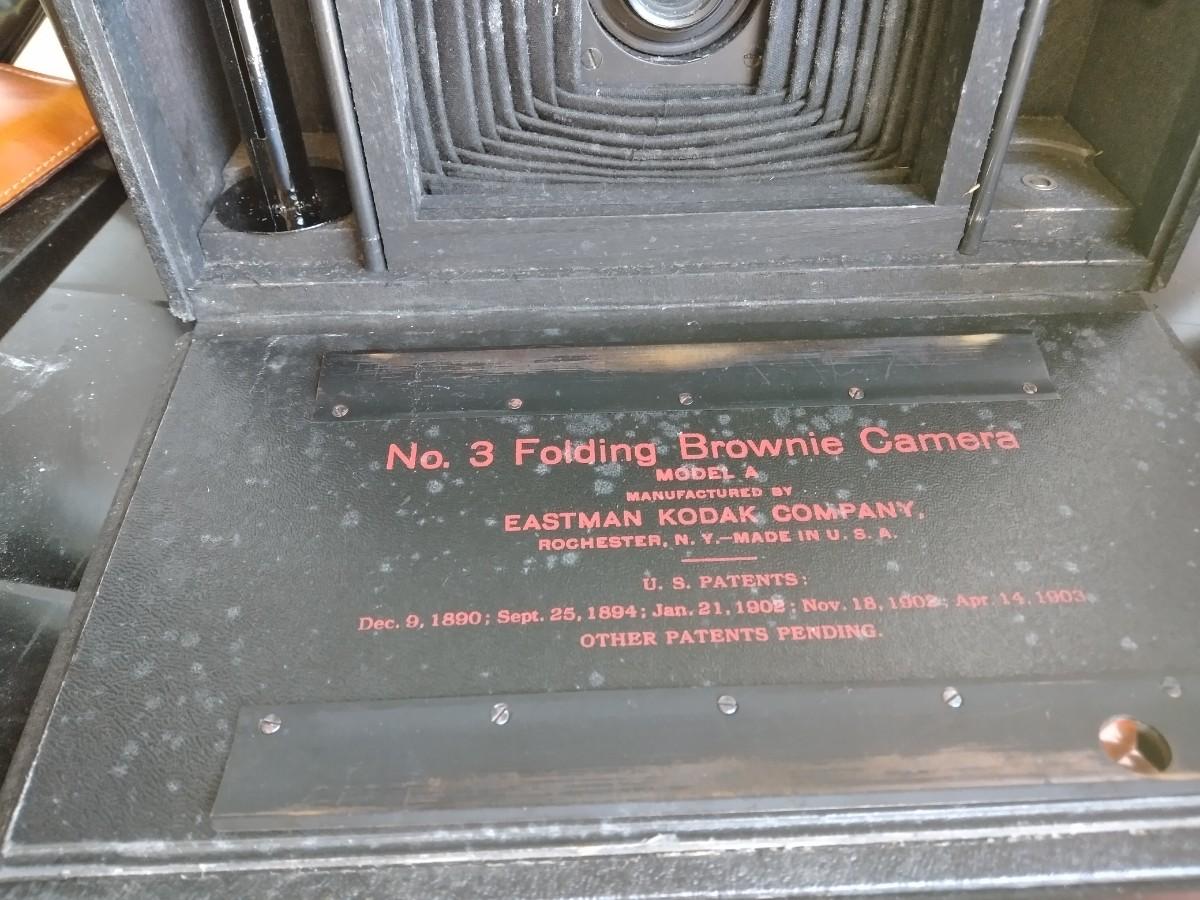 No. 3 Folding Brownie Camera
MODEL A
MANUFACTURED BY
EASTMAN KODAK COMPANY,
ROCHESTER, N. Y.—MADE IN U. S. A.
U. S. PATENTS:
Dec. 9, 1890; Sept. 25, 1894; Jan. 21, 1902; Nov. 18, 1902; Apr. 14, 1903
OTHER PATENTS PENDING.